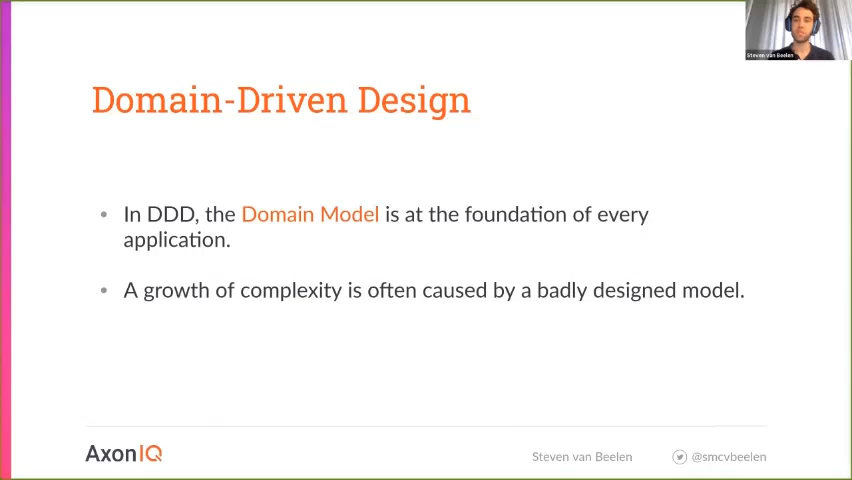 Steven van Beelen
Domain-Driven Design
• In DDD, the Domain Model is at the foundation of every
application.
• A growth of complexity is often caused by a badly designed model.
AxonIQ
Steven van Beelen
@smcvbeelen